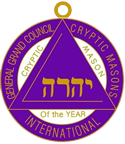 GENERAL GRAND COUNCIL
CRYPTIC MASONS
INTERNATIONAL
CRYPTIC
MASON
יהוה
Of the YEAR